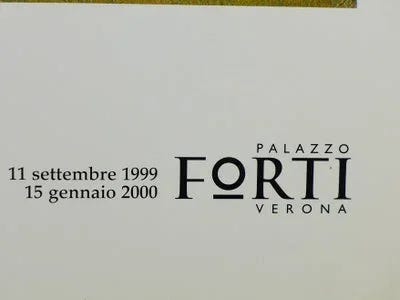 11 settembre 1999
15 gennaio 2000
PALAZZO
FORTI
VERONA